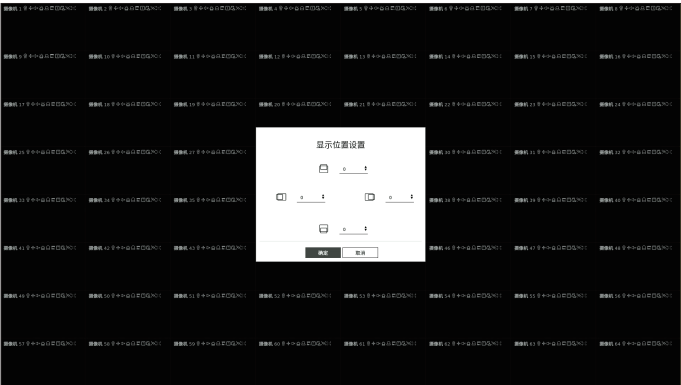 摄像机 1 摄像机 2 摄像机 3 摄像机 4 摄像机 5 摄像机 6 摄像机 7 摄像机 8
摄像机 9 摄像机 10 摄像机 11 摄像机 12 摄像机 13 摄像机 14 摄像机 15 摄像机 16
摄像机 17 摄像机 18 摄像机 19 摄像机 20 摄像机 21 摄像机 22 摄像机 23 摄像机 24
显示位置设置
摄像机 25 摄像机 26 摄像机 27 摄像机 30 摄像机 31 摄像机 32
0
0 0
摄像机 33 摄像机 34 摄像机 35 摄像机 38 摄像机 39 摄像机 40
0
摄像机 41 摄像机 42 摄像机 43 摄像机 46 摄像机 47 摄像机 48
确定 取消
摄像机 49 摄像机 50 摄像机 51 摄像机 52 摄像机 53 摄像机 54 摄像机 55 摄像机 56
摄像机 57 摄像机 58 摄像机 59 摄像机 60 摄像机 61 摄像机 62 摄像机 63 摄像机 64